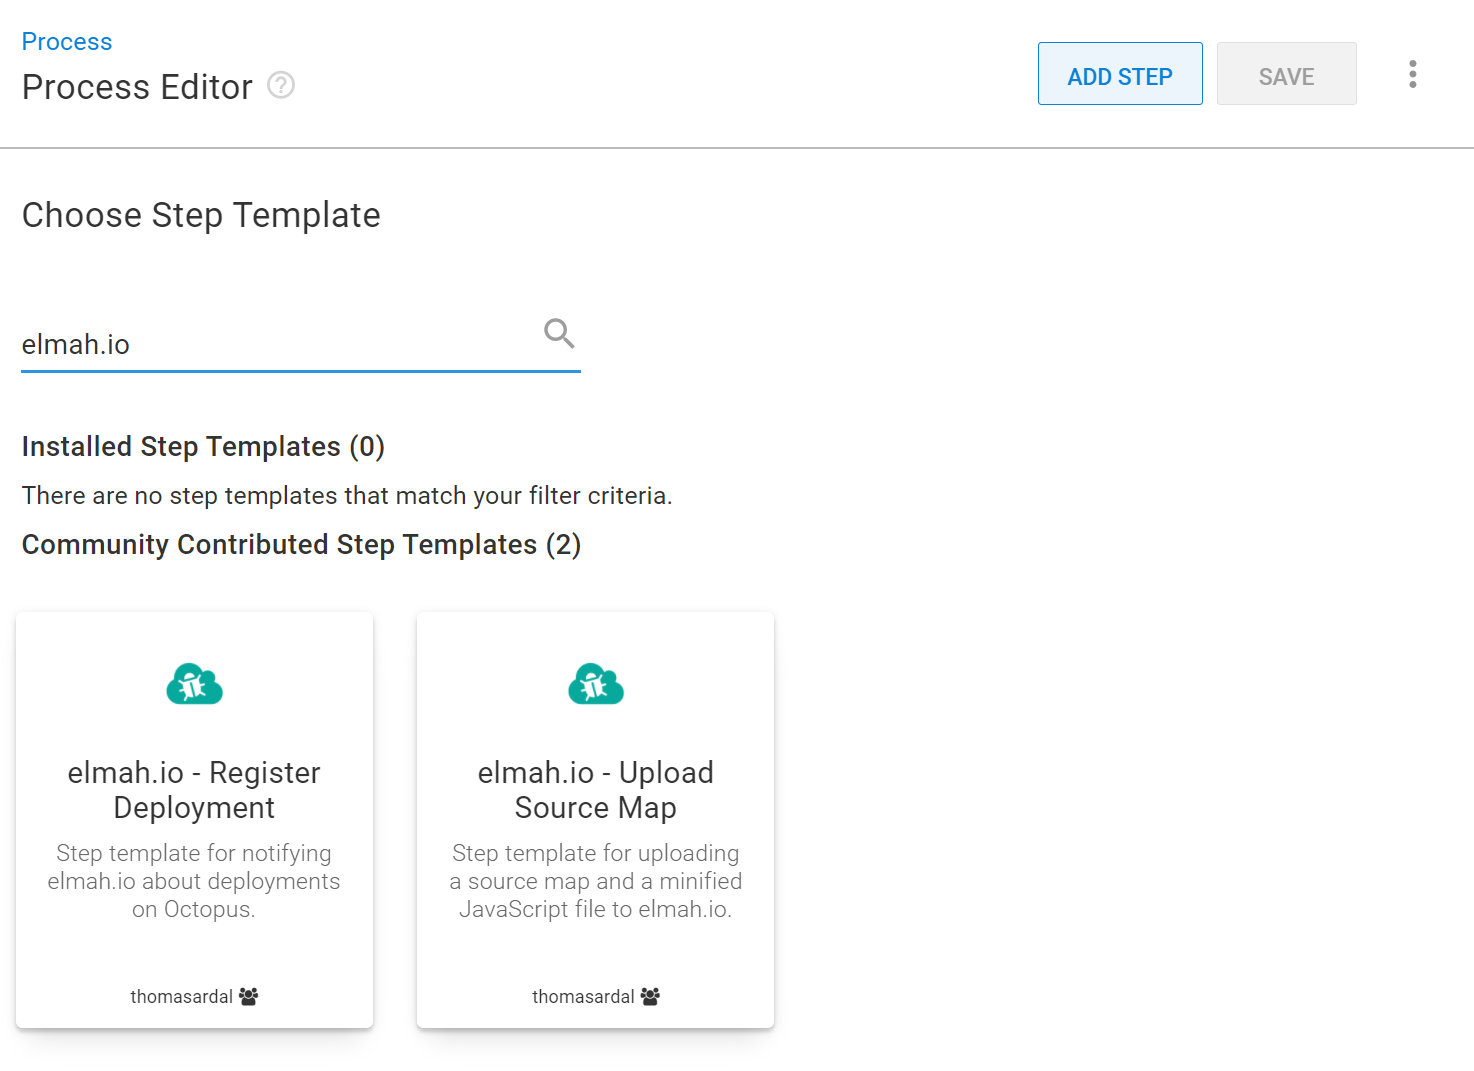 Process
Process Editor
ADD STEP
SAVE
Choose Step Template
elmah.io
Installed Step Templates (0)
There are no step templates that match your filter criteria.
Community Contributed Step Templates (2)
elmah.io - Register
Deployment
Step template for notifying
elmah.io about deployments
on Octopus.
thomasardal
elmah.io - Upload
Source Map
Step template for uploading
a source map and a minified
JavaScript file to elmah.io.
thomasardal